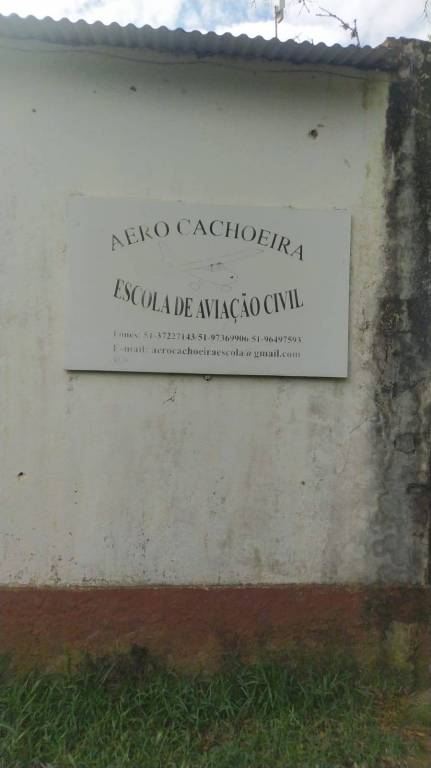 AERO CACHOEIRA
ESCOLA DE AVIAÇÃO CIVIL
Fones: 51-37227143/51-97369906/51-96497593
E-mail: aerocachoeiraescola@gmail.com